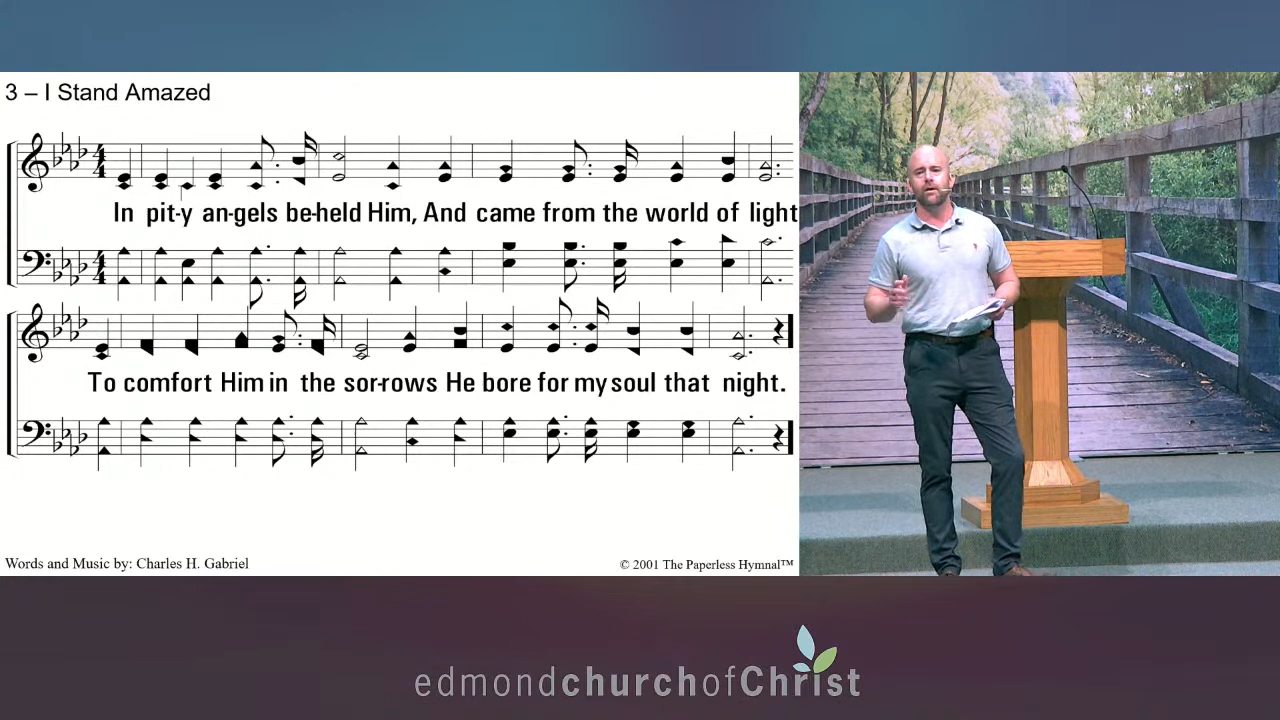 3 – I Stand Amazed
In pit-y an-gels be-held Him, And came from the world of light
To comfort Him in the sor-rows He bore for my soul that night.
Words and Music by: Charles H. Gabriel
© 2001 The Paperless Hymnal™
edmondchurchofChrist